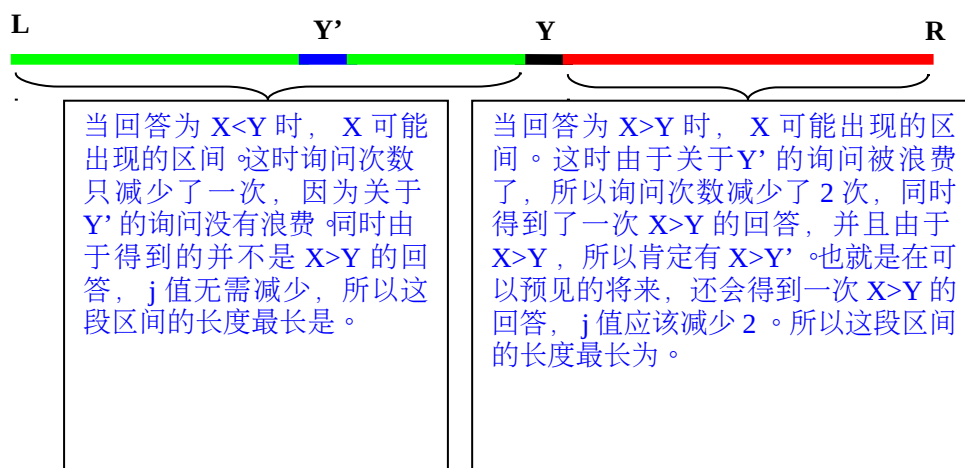 L Y’ Y R
当回答为 X<Y 时， X 可能
出现的区间。这时询问次数
只减少了一次，因为关于
Y’ 的询问没有浪费。同时由
于得到的并不是 X>Y 的回
答， j 值无需减少，所以这
段区间的长度最长是。
当回答为 X>Y 时， X 可能出现的区
间。这时由于关于Y’ 的询问被浪费
了，所以询问次数减少了 2 次，同时
得到了一次 X>Y 的回答，并且由于
X>Y ，所以肯定有 X>Y’ 。也就是在可
以预见的将来，还会得到一次 X>Y 的
回答， j 值应该减少 2 。所以这段区间
的长度最长为。